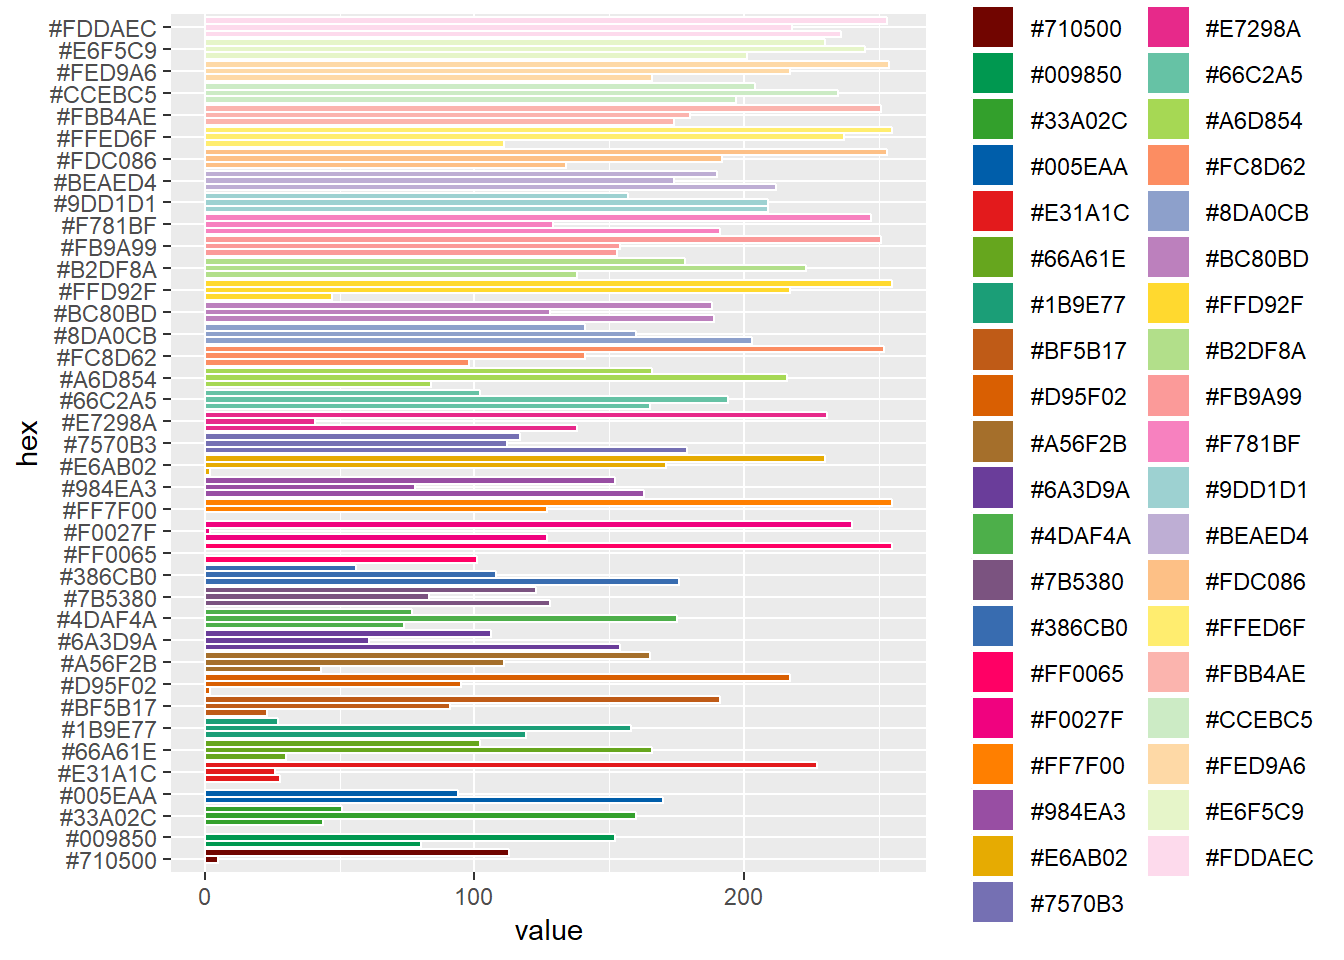 #FDDAEC
#E6F5C9
#FED9A6
#CCEBC5
#FBB4AE
#FFED6F
#FDC086
#BEAED4
#9DD1D1
#F781BF
#FB9A99
#B2DF8A
#FFD92F
#BC80BD
#8DA0CB
#FC8D62
#A6D854
#66C2A5
#E7298A
#7570B3
#E6AB02
#984EA3
#FF7F00
#F0027F
#FF0065
#386CB0
#7B5380
#4DAF4A
#6A3D9A
#A56F2B
#D95F02
#BF5B17
#1B9E77
#66A61E
#E31A1C
#005EAA
#33A02C
#009850
#710500
hex
0 100 200
value
#710500
#009850
#33A02C
#005EAA
#E31A1C
#66A61E
#1B9E77
#BF5B17
#D95F02
#A56F2B
#6A3D9A
#4DAF4A
#7B5380
#386CB0
#FF0065
#F0027F
#FF7F00
#984EA3
#E6AB02
#7570B3
#E7298A
#66C2A5
#A6D854
#FC8D62
#8DA0CB
#BC80BD
#FFD92F
#B2DF8A
#FB9A99
#F781BF
#9DD1D1
#BEAED4
#FDC086
#FFED6F
#FBB4AE
#CCEBC5
#FED9A6
#E6F5C9
#FDDAEC